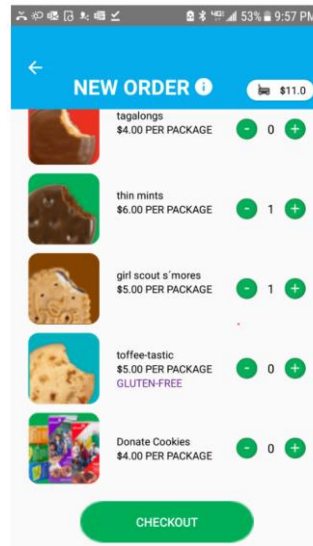 53% 9:57 PM
NEW ORDER i
$11.0
tagalongs
$4.00 PER PACKAGE
- 0 +
thin mints
$6.00 PER PACKAGE
- 1 +
girl scout s´mores
$5.00 PER PACKAGE
- 1 +
toffee-tastic
$5.00 PER PACKAGE
GLUTEN-FREE
- 0 +
Donate Cookies
$4.00 PER PACKAGE
- 0 +
CHECKOUT